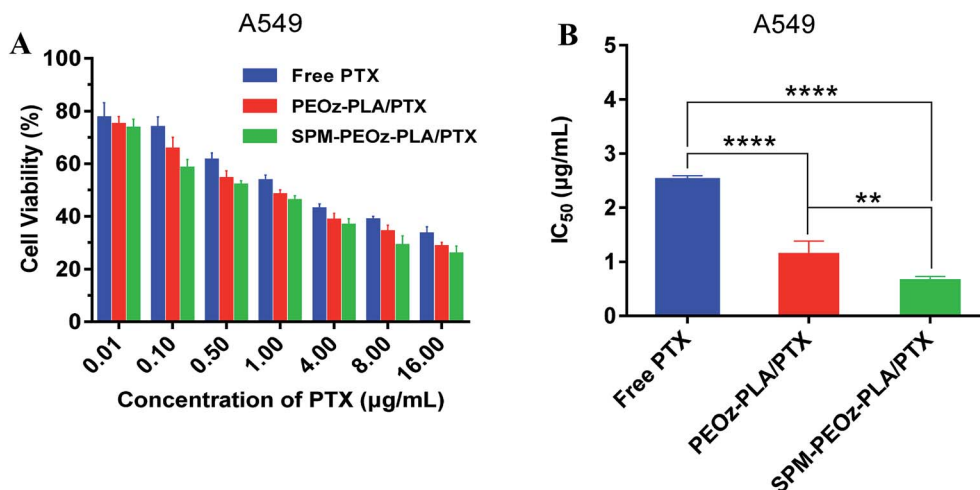 A
A549
Cell Viability (%)
100
80
60
40
20
0
Free PTX
PEOz-PLA/PTX
SPM-PEOz-PLA/PTX
0.01
0.10
0.50
1.00
4.00
8.00
16.00
Concentration of PTX (µg/mL)
B
A549
IC50 (µg/mL)
5
4
3
2
1
0
****
****
**
Free PTX
PEOz-PLA/PTX
SPM-PEOz-PLA/PTX